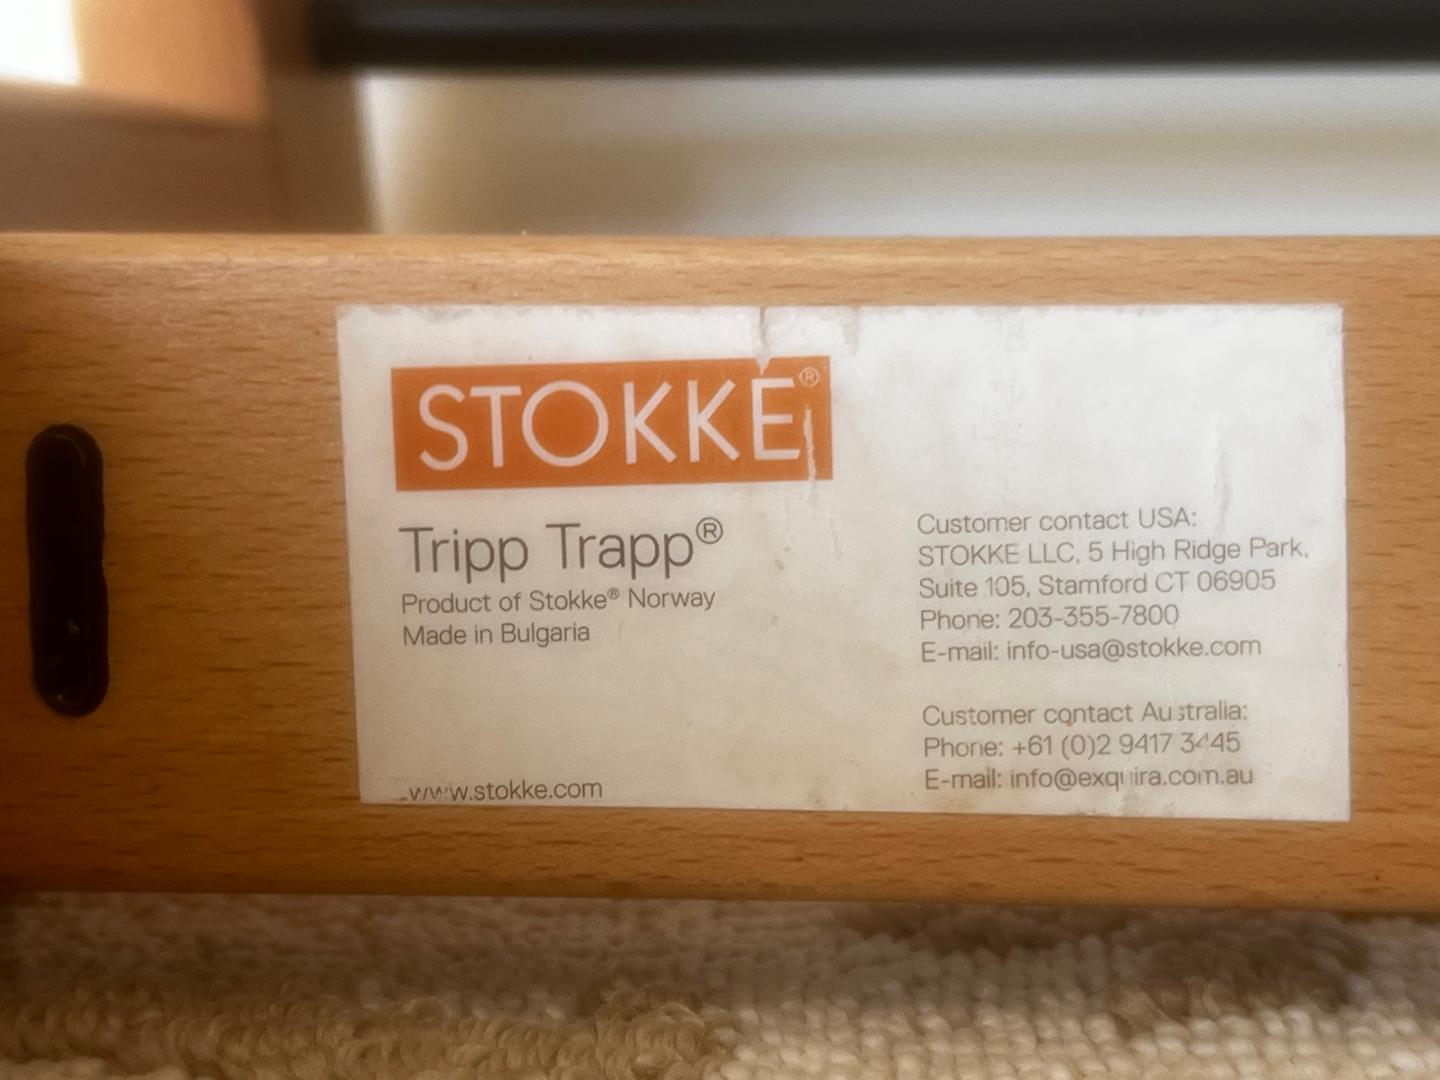 STOKKE®
Tripp Trapp®
Product of Stokke® Norway
Made in Bulgaria
www.stokke.com
Customer contact USA:
STOKKE LLC, 5 High Ridge Park,
Suite 105, Stamford CT 06905
Phone: 203-355-7800
E-mail: info-usa@stokke.com
Customer contact Australia:
Phone: +61 (0)2 9417 3445
E-mail: info@exquira.com.au